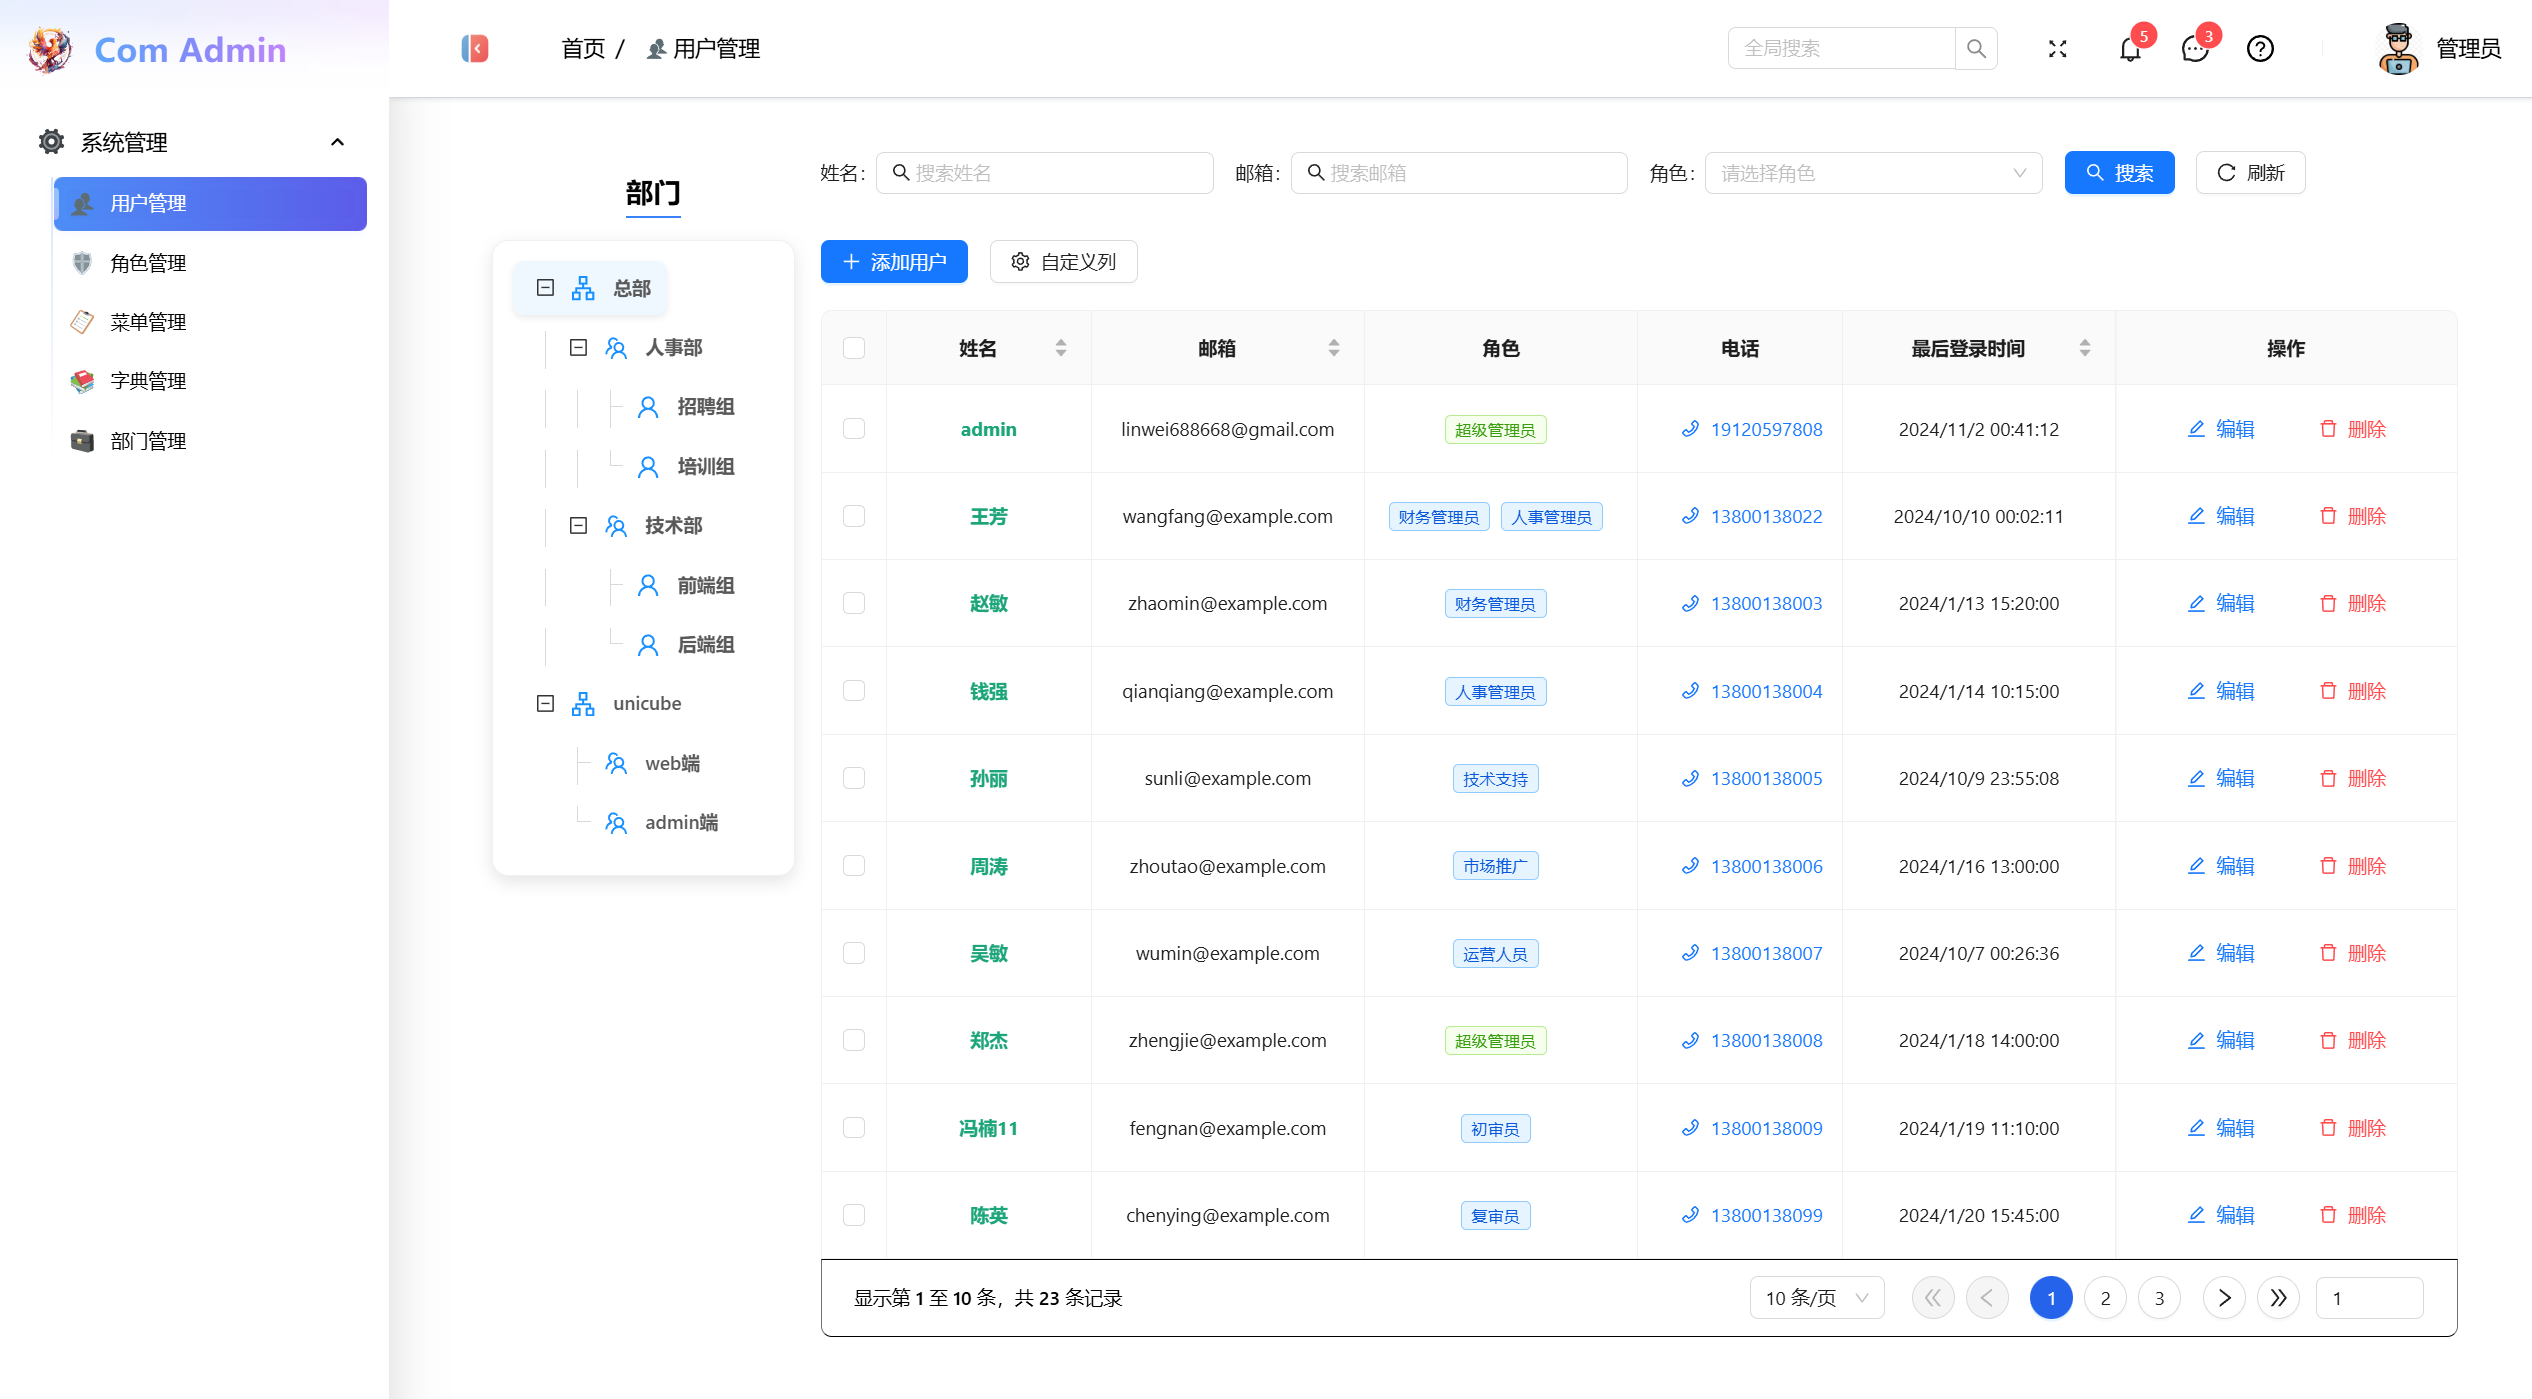 Com Admin
首页 / 用户管理
全局搜索
5
3
管理员
系统管理
用户管理
角色管理
菜单管理
字典管理
部门管理
部门
总部
人事部
招聘组
培训组
技术部
前端组
后端组
unicube
web端
admin端
姓名: 搜索姓名 邮箱: 搜索邮箱 角色: 请选择角色 搜索 刷新
添加用户 自定义列
姓名 邮箱 角色 电话 最后登录时间 操作
admin linwei688668@gmail.com 超级管理员 19120597808 2024/11/2 00:41:12 编辑 删除
王芳 wangfang@example.com 财务管理员 人事管理员 13800138022 2024/10/10 00:02:11 编辑 删除
赵敏 zhaomin@example.com 财务管理员 13800138003 2024/1/13 15:20:00 编辑 删除
钱强 qianqiang@example.com 人事管理员 13800138004 2024/1/14 10:15:00 编辑 删除
孙丽 sunli@example.com 技术支持 13800138005 2024/10/9 23:55:08 编辑 删除
周涛 zhoutao@example.com 市场推广 13800138006 2024/1/16 13:00:00 编辑 删除
吴敏 wumin@example.com 运营人员 13800138007 2024/10/7 00:26:36 编辑 删除
郑杰 zhengjie@example.com 超级管理员 13800138008 2024/1/18 14:00:00 编辑 删除
冯楠11 fengnan@example.com 初审员 13800138009 2024/1/19 11:10:00 编辑 删除
陈英 chenying@example.com 复审员 13800138099 2024/1/20 15:45:00 编辑 删除
显示第 1 至 10 条，共 23 条记录 10 条/页 1 2 3 1